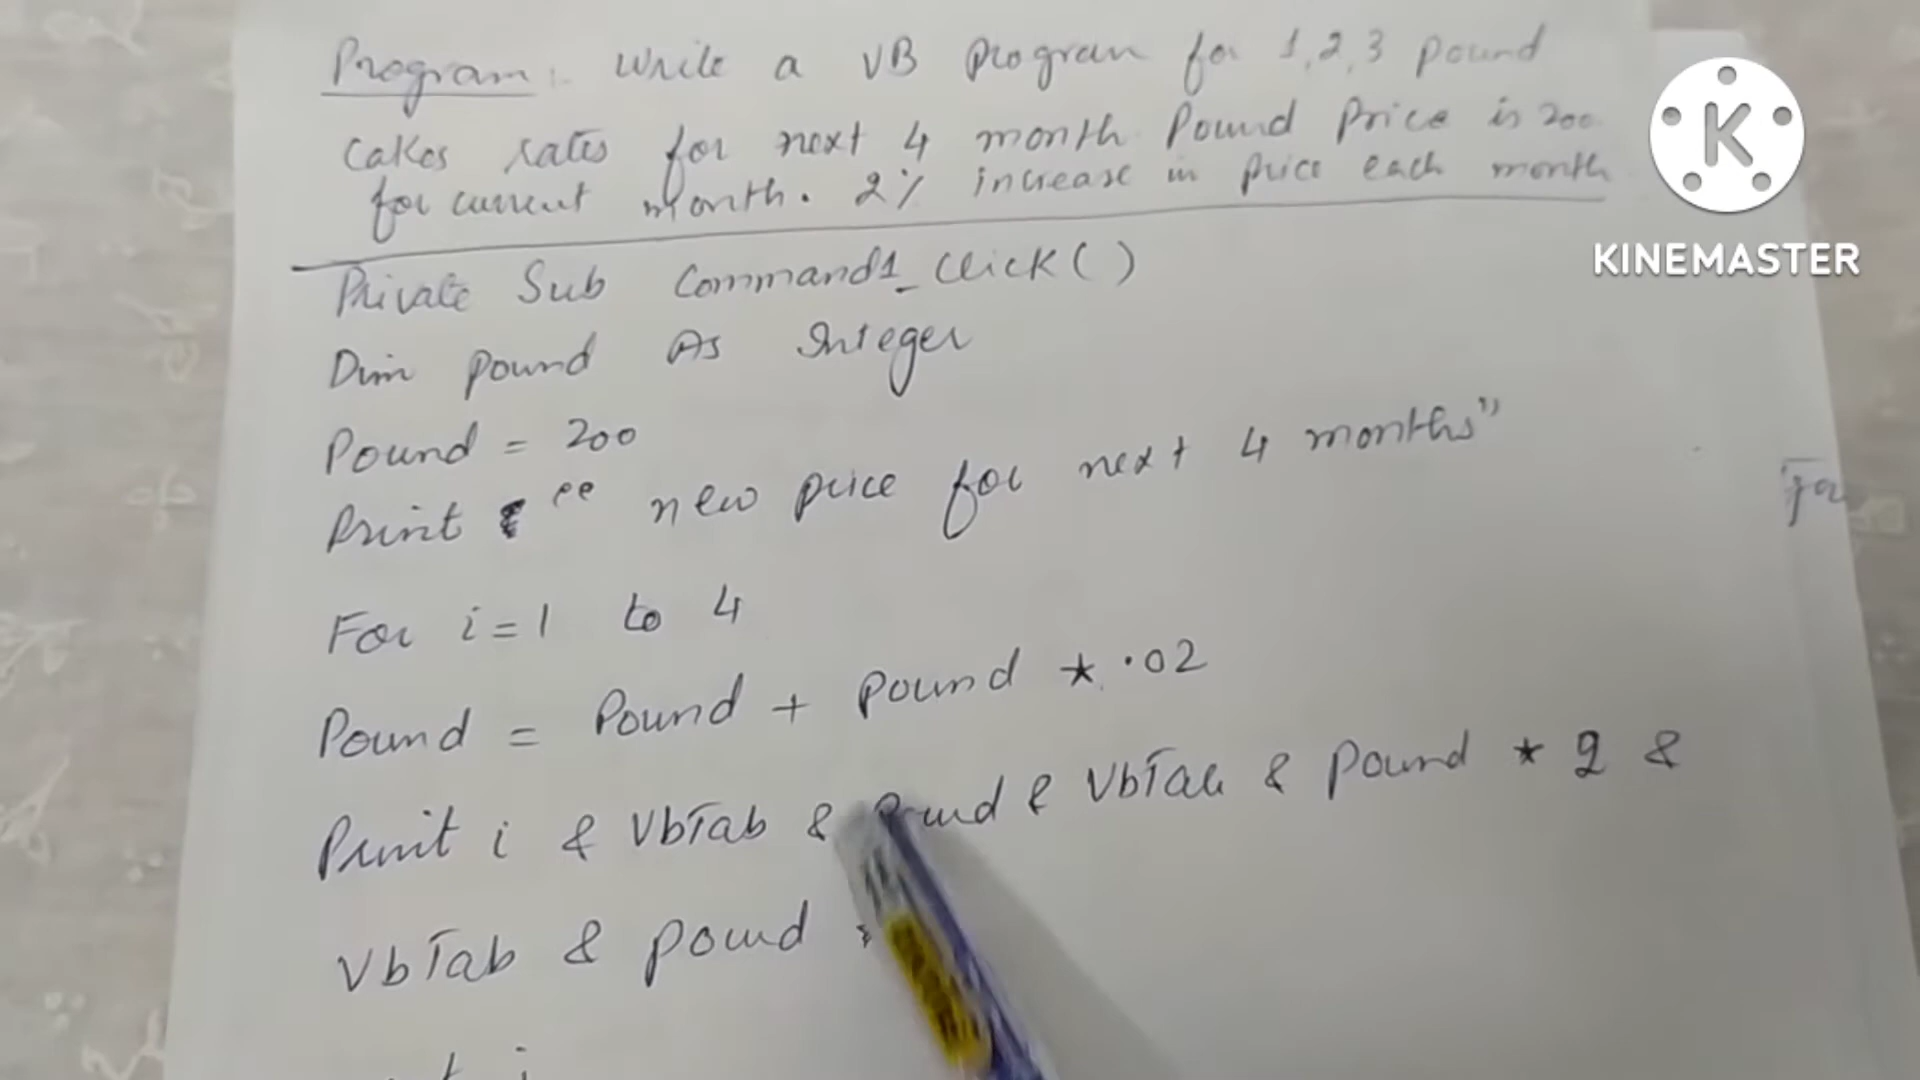 Program: Write a VB Program for 1,2,3 pound
Cakes rates for next 4 month. Pound Price is 200
for current month. 2% increase in price each month
Private Sub Command1_Click()
Dim pound As Integer
Pound = 200
Print " new price for next 4 months"
For i=1 to 4
Pound = Pound + Pound * .02
Print i & VbTab & Pound & VbTab & Pound * 2 &
VbTab & pound *
K
KINEMASTER